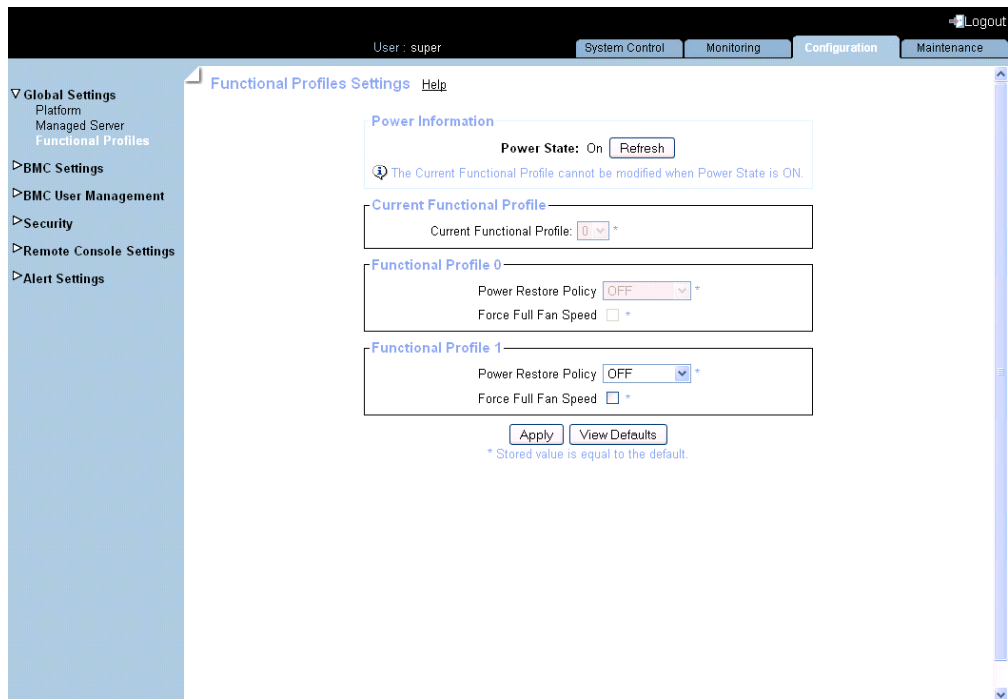 Logout
User : super
System Control
Monitoring
Configuration
Maintenance
Global Settings
Platform
Managed Server
Functional Profiles
BMC Settings
BMC User Management
Security
Remote Console Settings
Alert Settings
Functional Profiles Settings Help
Power Information
Power State: On Refresh
The Current Functional Profile cannot be modified when Power State is ON.
Current Functional Profile
Current Functional Profile: 0 *
Functional Profile 0
Power Restore Policy OFF *
Force Full Fan Speed *
Functional Profile 1
Power Restore Policy OFF *
Force Full Fan Speed *
Apply View Defaults
* Stored value is equal to the default.